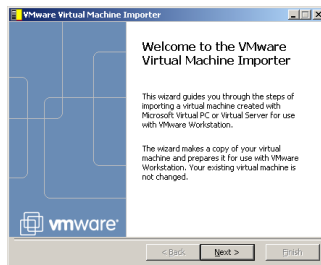 VMware Virtual Machine Importer
Welcome to the VMware
Virtual Machine Importer
This wizard guides you through the steps of
importing a virtual machine created with
Microsoft Virtual PC or Virtual Server for use
with VMware Workstation.
The wizard makes a copy of your virtual
machine and prepares it for use with VMware
Workstation. Your existing virtual machine is
not changed.
vmware
< Back
Next >
Finish